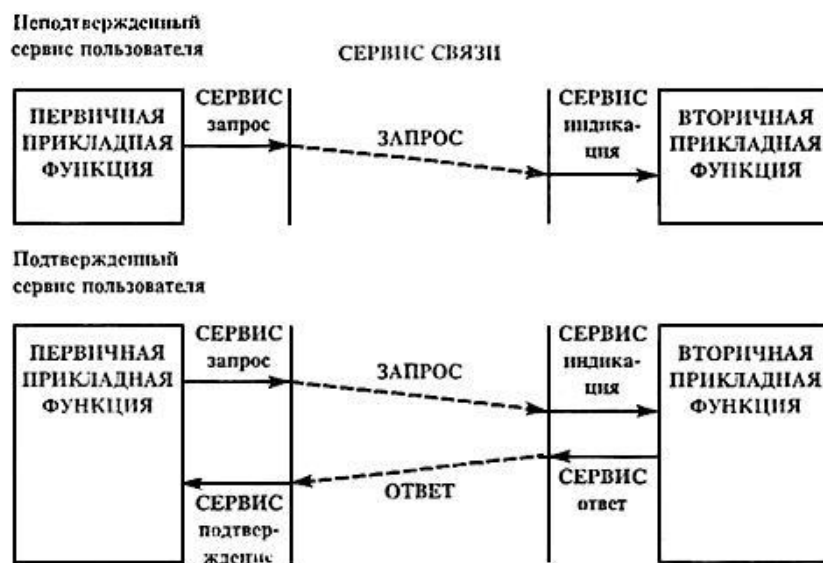 Неподтвержденный
сервис пользователя
СЕРВИС СВЯЗИ
ПЕРВИЧНАЯ
ПРИКЛАДНАЯ
ФУНКЦИЯ
СЕРВИС
запрос
ЗАПРОС
СЕРВИС
индика-
ция
ВТОРИЧНАЯ
ПРИКЛАДНАЯ
ФУНКЦИЯ
Подтвержденный
сервис пользователя
ПЕРВИЧНАЯ
ПРИКЛАДНАЯ
ФУНКЦИЯ
СЕРВИС
запрос
ЗАПРОС
СЕРВИС
индика-
ция
ВТОРИЧНАЯ
ПРИКЛАДНАЯ
ФУНКЦИЯ
СЕРВИС
подтвер-
ждение
ОТВЕТ
СЕРВИС
ответ